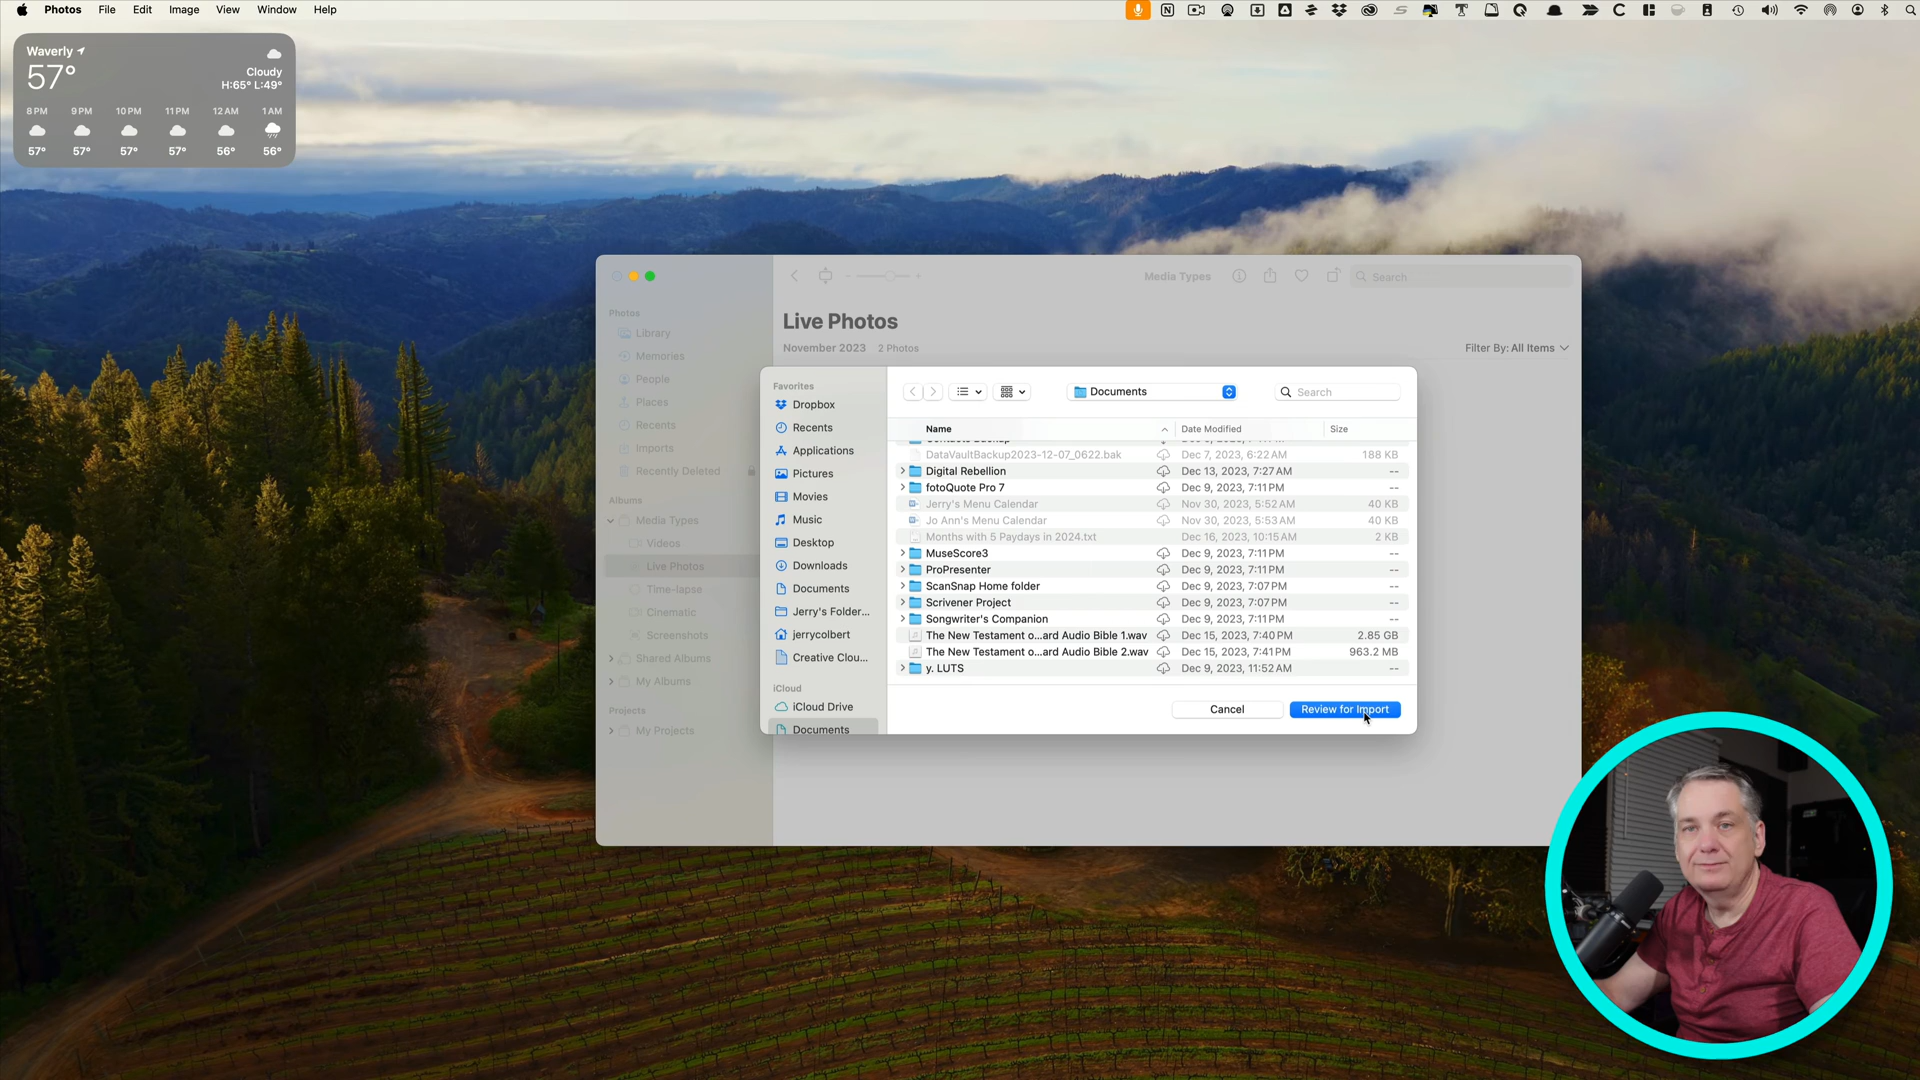 Photos File Edit Image View Window Help
Waverly
57°
Cloudy
H:65° L:49°
8 PM 9 PM 10 PM 11 PM 12 AM 1 AM
57° 57° 57° 57° 56° 56°
Media Types
Search
Photos
Library
Memories
People
Places
Recents
Imports
Recently Deleted
Albums
Media Types
Videos
Live Photos
Time-lapse
Cinematic
Screenshots
Shared Albums
My Albums
Projects
My Projects
Live Photos
November 2023 2 Photos
Filter By: All Items
Favorites
Dropbox
Recents
Applications
Pictures
Movies
Music
Desktop
Downloads
Documents
Jerry's Folder...
jerrycolbert
Creative Clou...
iCloud
iCloud Drive
Documents
Documents
Search
Name Date Modified Size
DataVaultBackup2023-12-07_0622.bak Dec 7, 2023, 6:22 AM 188 KB
Digital Rebellion Dec 13, 2023, 7:27 AM --
fotoQuote Pro 7 Dec 9, 2023, 7:11 PM --
Jerry's Menu Calendar Nov 30, 2023, 5:52 AM 40 KB
Jo Ann's Menu Calendar Nov 30, 2023, 5:53 AM 40 KB
Months with 5 Paydays in 2024.txt Dec 16, 2023, 10:15 AM 2 KB
MuseScore3 Dec 9, 2023, 7:11 PM --
ProPresenter Dec 9, 2023, 7:11 PM --
ScanSnap Home folder Dec 9, 2023, 7:07 PM --
Scrivener Project Dec 9, 2023, 7:07 PM --
Songwriter's Companion Dec 9, 2023, 7:11 PM --
The New Testament o...ard Audio Bible 1.wav Dec 15, 2023, 7:40 PM 2.85 GB
The New Testament o...ard Audio Bible 2.wav Dec 15, 2023, 7:41 PM 963.2 MB
y. LUTS Dec 9, 2023, 11:52 AM --
Cancel Review for Import